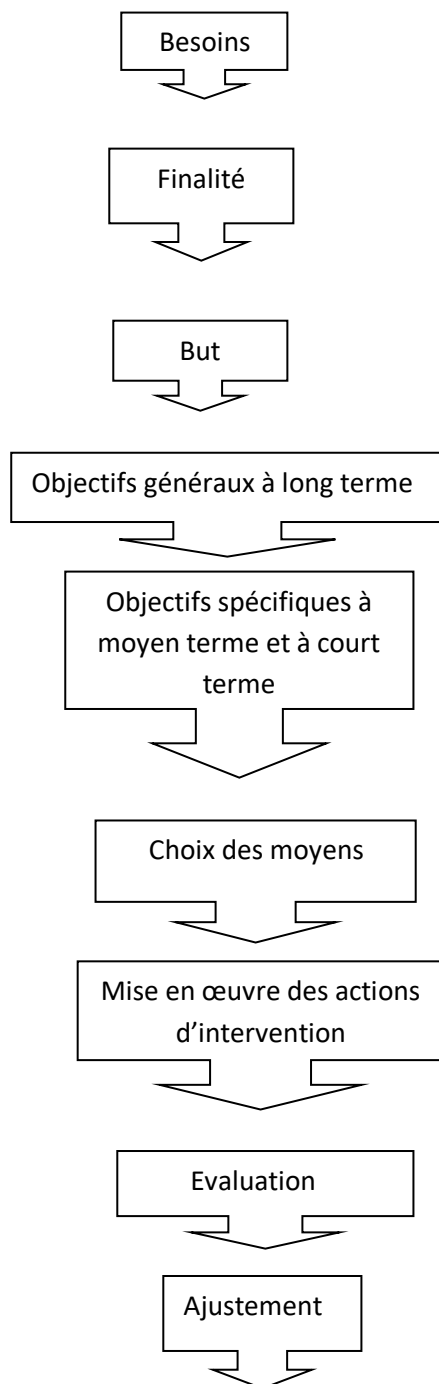 Besoins
Finalité
But
Objectifs généraux à long terme
Objectifs spécifiques à
moyen terme et à court
terme
Choix des moyens
Mise en œuvre des actions
d’intervention
Evaluation
Ajustement